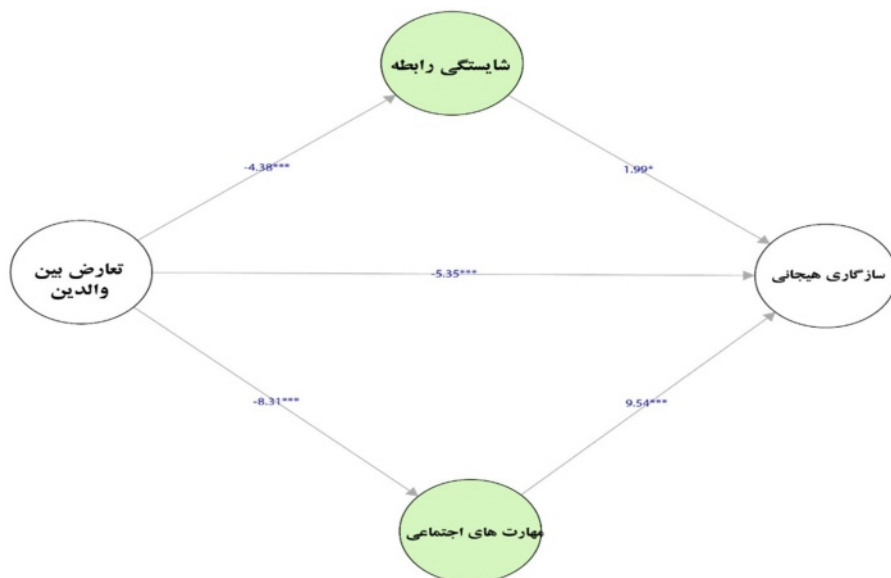 شایستگی رابطه
-4.38***
1.99*
تعارض بین
والدین
-5.35***
سازگاری هیجانی
-8.31***
9.54***
مهارت های اجتماعی